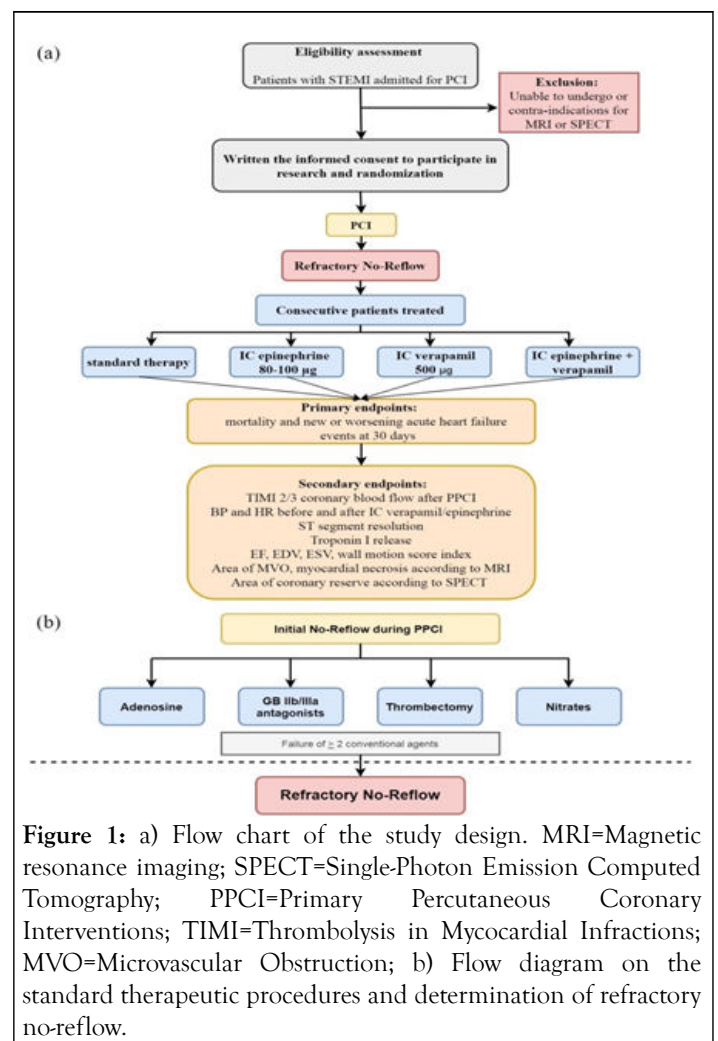 (a)
Eligibility assessment
Patients with STEMI admitted for PCI
Exclusion:
Unable to undergo or
contra-indications for
MRI or SPECT
Written the informed consent to participate in
research and randomization
PCI
Refractory No-Reflow
Consecutive patients treated
standard therapy
IC epinephrine
80-100 µg
IC verapamil
500 µg
IC epinephrine +
verapamil
Primary endpoints:
mortality and new or worsening acute heart failure
events at 30 days
Secondary endpoints:
TIMI 2/3 coronary blood flow after PPCI
BP and HR before and after IC verapamil/epinephrine
ST segment resolution
Troponin I release
EF, EDV, ESV, wall motion score index
Area of MVO, myocardial necrosis according to MRI
Area of coronary reserve according to SPECT
(b)
Initial No-Reflow during PPCI
Adenosine
GB IIb/IIIa
antagonists
Thrombectomy
Nitrates
Failure of ≥ 2 conventional agents
Refractory No-Reflow
Figure 1: a) Flow chart of the study design. MRI=Magnetic
resonance imaging; SPECT=Single-Photon Emission Computed
Tomography; PPCI=Primary Percutaneous Coronary
Interventions; TIMI=Thrombolysis in Mycocardial Infractions;
MVO=Microvascular Obstruction; b) Flow diagram on the
standard therapeutic procedures and determination of refractory
no-reflow.